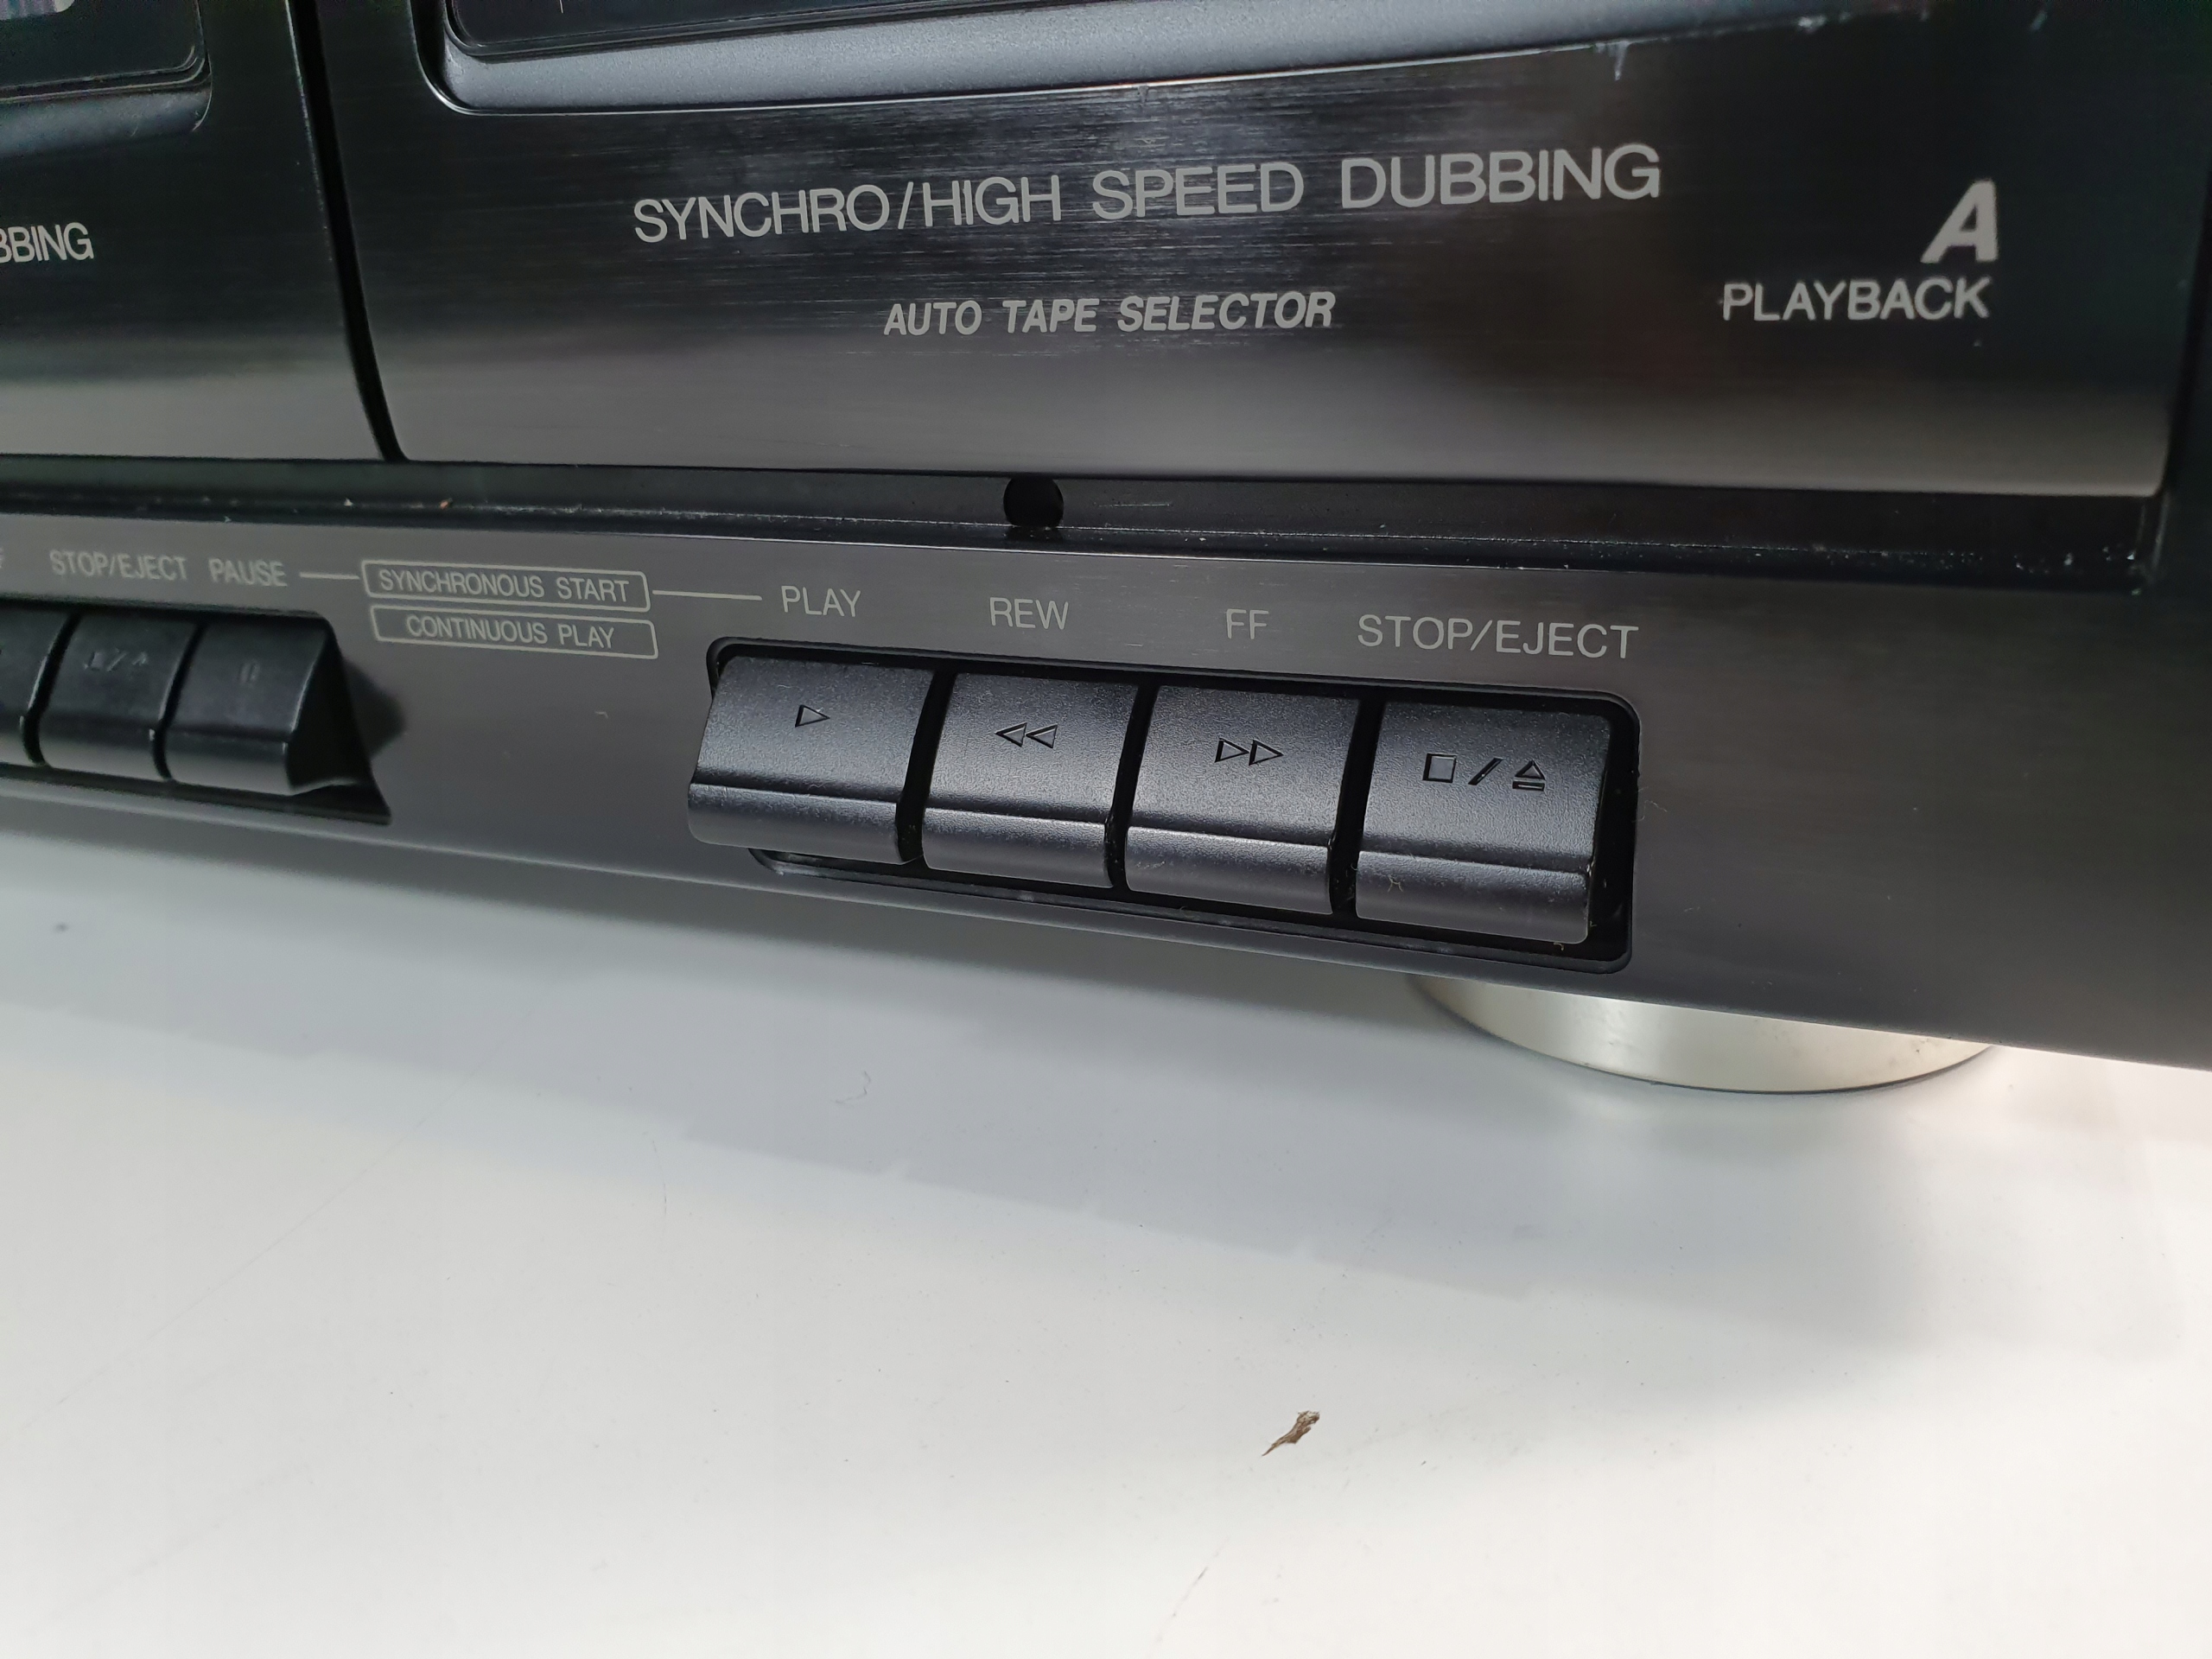 SYNCHRO/HIGH SPEED DUBBING
AUTO TAPE SELECTOR
A
PLAYBACK
BBING
STOP/EJECT PAUSE
SYNCHRONOUS START
CONTINUOUS PLAY
PLAY REW FF STOP/EJECT